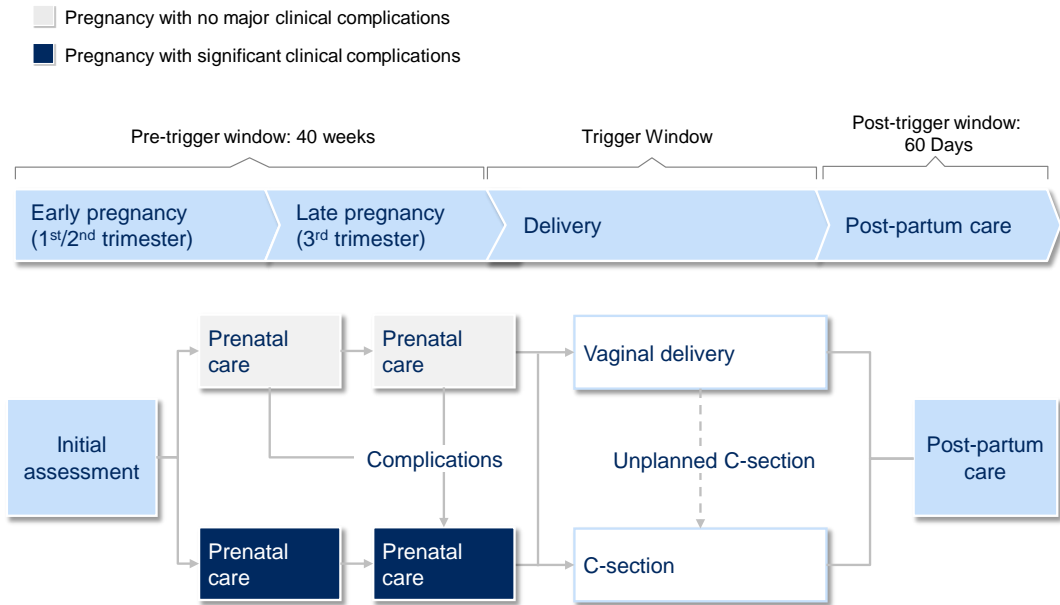 Pregnancy with no major clinical complications
Pregnancy with significant clinical complications
Pre-trigger window: 40 weeks
Trigger Window
Post-trigger window:
60 Days
Early pregnancy
(1st/2nd trimester)
Late pregnancy
(3rd trimester)
Delivery
Post-partum care
Prenatal
care
Prenatal
care
Vaginal delivery
Initial
assessment
Complications
Unplanned C-section
Post-partum
care
Prenatal
care
Prenatal
care
C-section